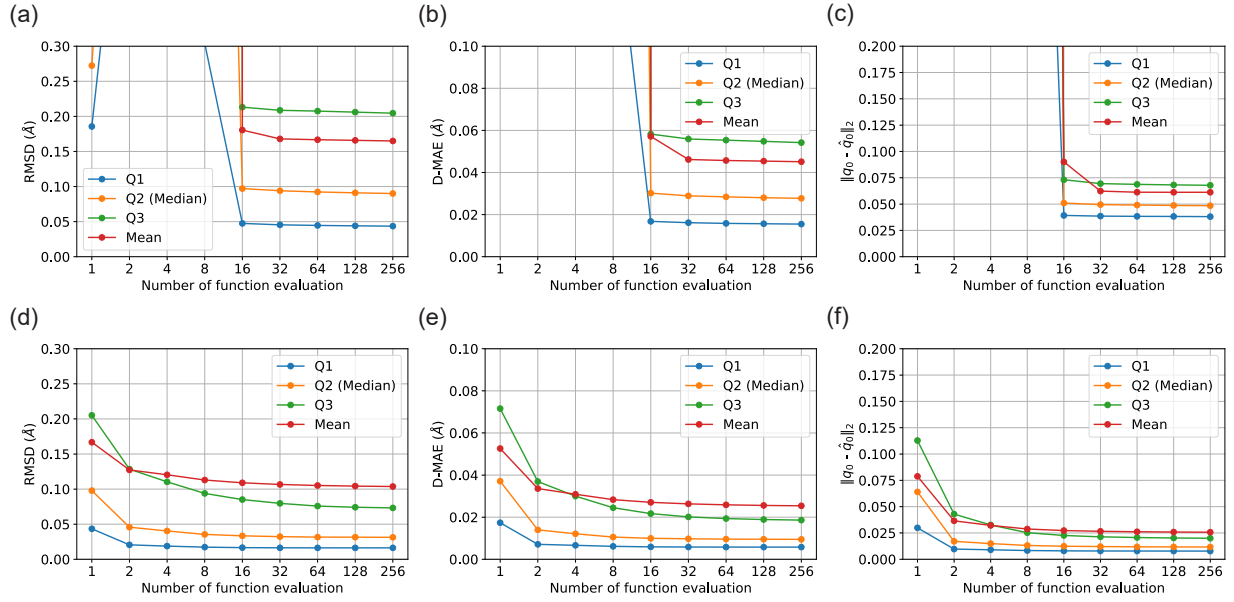 (a)
RMSD (Å)
0.30
0.25
0.20
0.15
0.10
0.05
0.00
Q1
Q2 (Median)
Q3
Mean
1 2 4 8 16 32 64 128 256
Number of function evaluation
(b)
D-MAE (Å)
0.10
0.08
0.06
0.04
0.02
0.00
Q1
Q2 (Median)
Q3
Mean
1 2 4 8 16 32 64 128 256
Number of function evaluation
(c)
‖q₀ - q̂₀‖₂
0.200
0.175
0.150
0.125
0.100
0.075
0.050
0.025
0.000
Q1
Q2 (Median)
Q3
Mean
1 2 4 8 16 32 64 128 256
Number of function evaluation
(d)
RMSD (Å)
0.30
0.25
0.20
0.15
0.10
0.05
0.00
Q1
Q2 (Median)
Q3
Mean
1 2 4 8 16 32 64 128 256
Number of function evaluation
(e)
D-MAE (Å)
0.10
0.08
0.06
0.04
0.02
0.00
Q1
Q2 (Median)
Q3
Mean
1 2 4 8 16 32 64 128 256
Number of function evaluation
(f)
‖q₀ - q̂₀‖₂
0.200
0.175
0.150
0.125
0.100
0.075
0.050
0.025
0.000
Q1
Q2 (Median)
Q3
Mean
1 2 4 8 16 32 64 128 256
Number of function evaluation